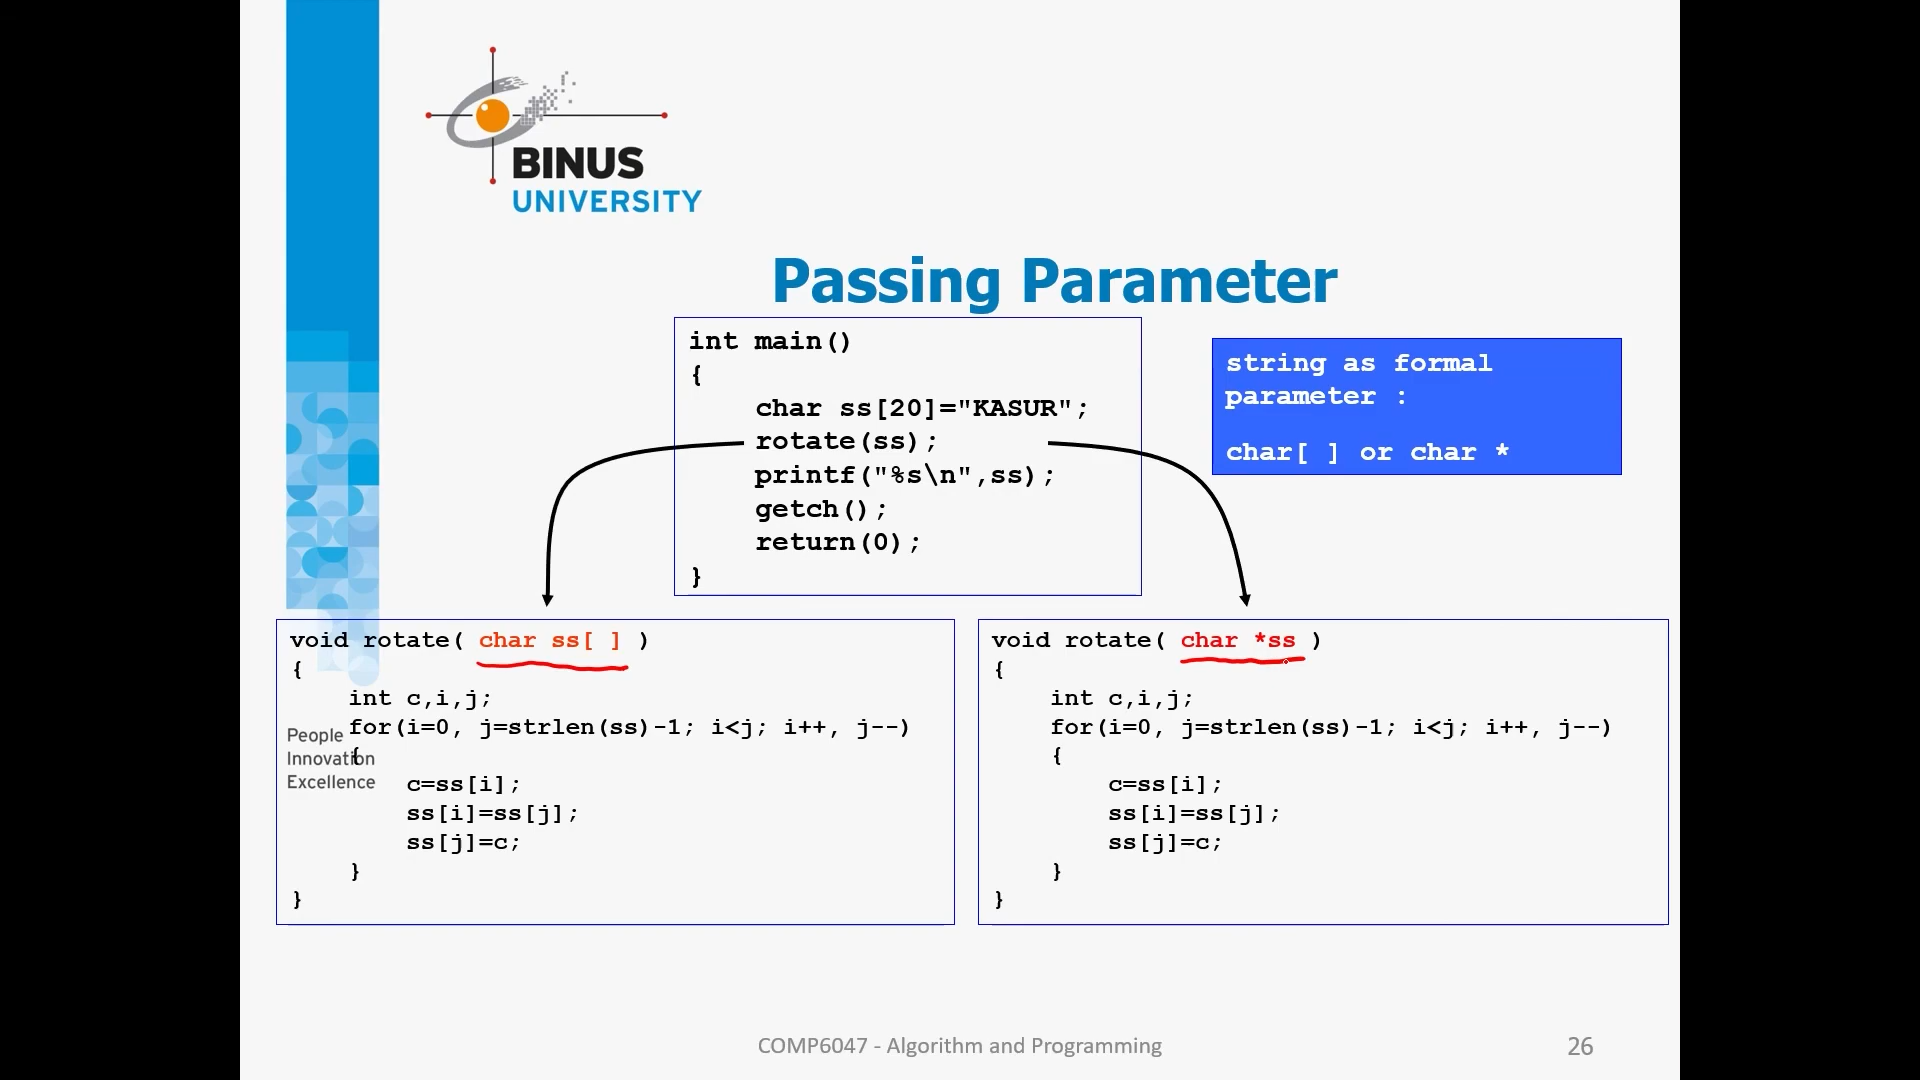 BINUS
UNIVERSITY
Passing Parameter
int main()
{
    char ss[20]="KASUR";
    rotate(ss);
    printf("%s\n",ss);
    getch();
    return(0);
}
string as formal
parameter :
char[ ] or char *
void rotate( char ss[ ] )
{
    int c,i,j;
    for(i=0, j=strlen(ss)-1; i<j; i++, j--)
    {
        c=ss[i];
        ss[i]=ss[j];
        ss[j]=c;
    }
}
void rotate( char *ss )
{
    int c,i,j;
    for(i=0, j=strlen(ss)-1; i<j; i++, j--)
    {
        c=ss[i];
        ss[i]=ss[j];
        ss[j]=c;
    }
}
People
Innovation
Excellence
COMP6047 - Algorithm and Programming
26